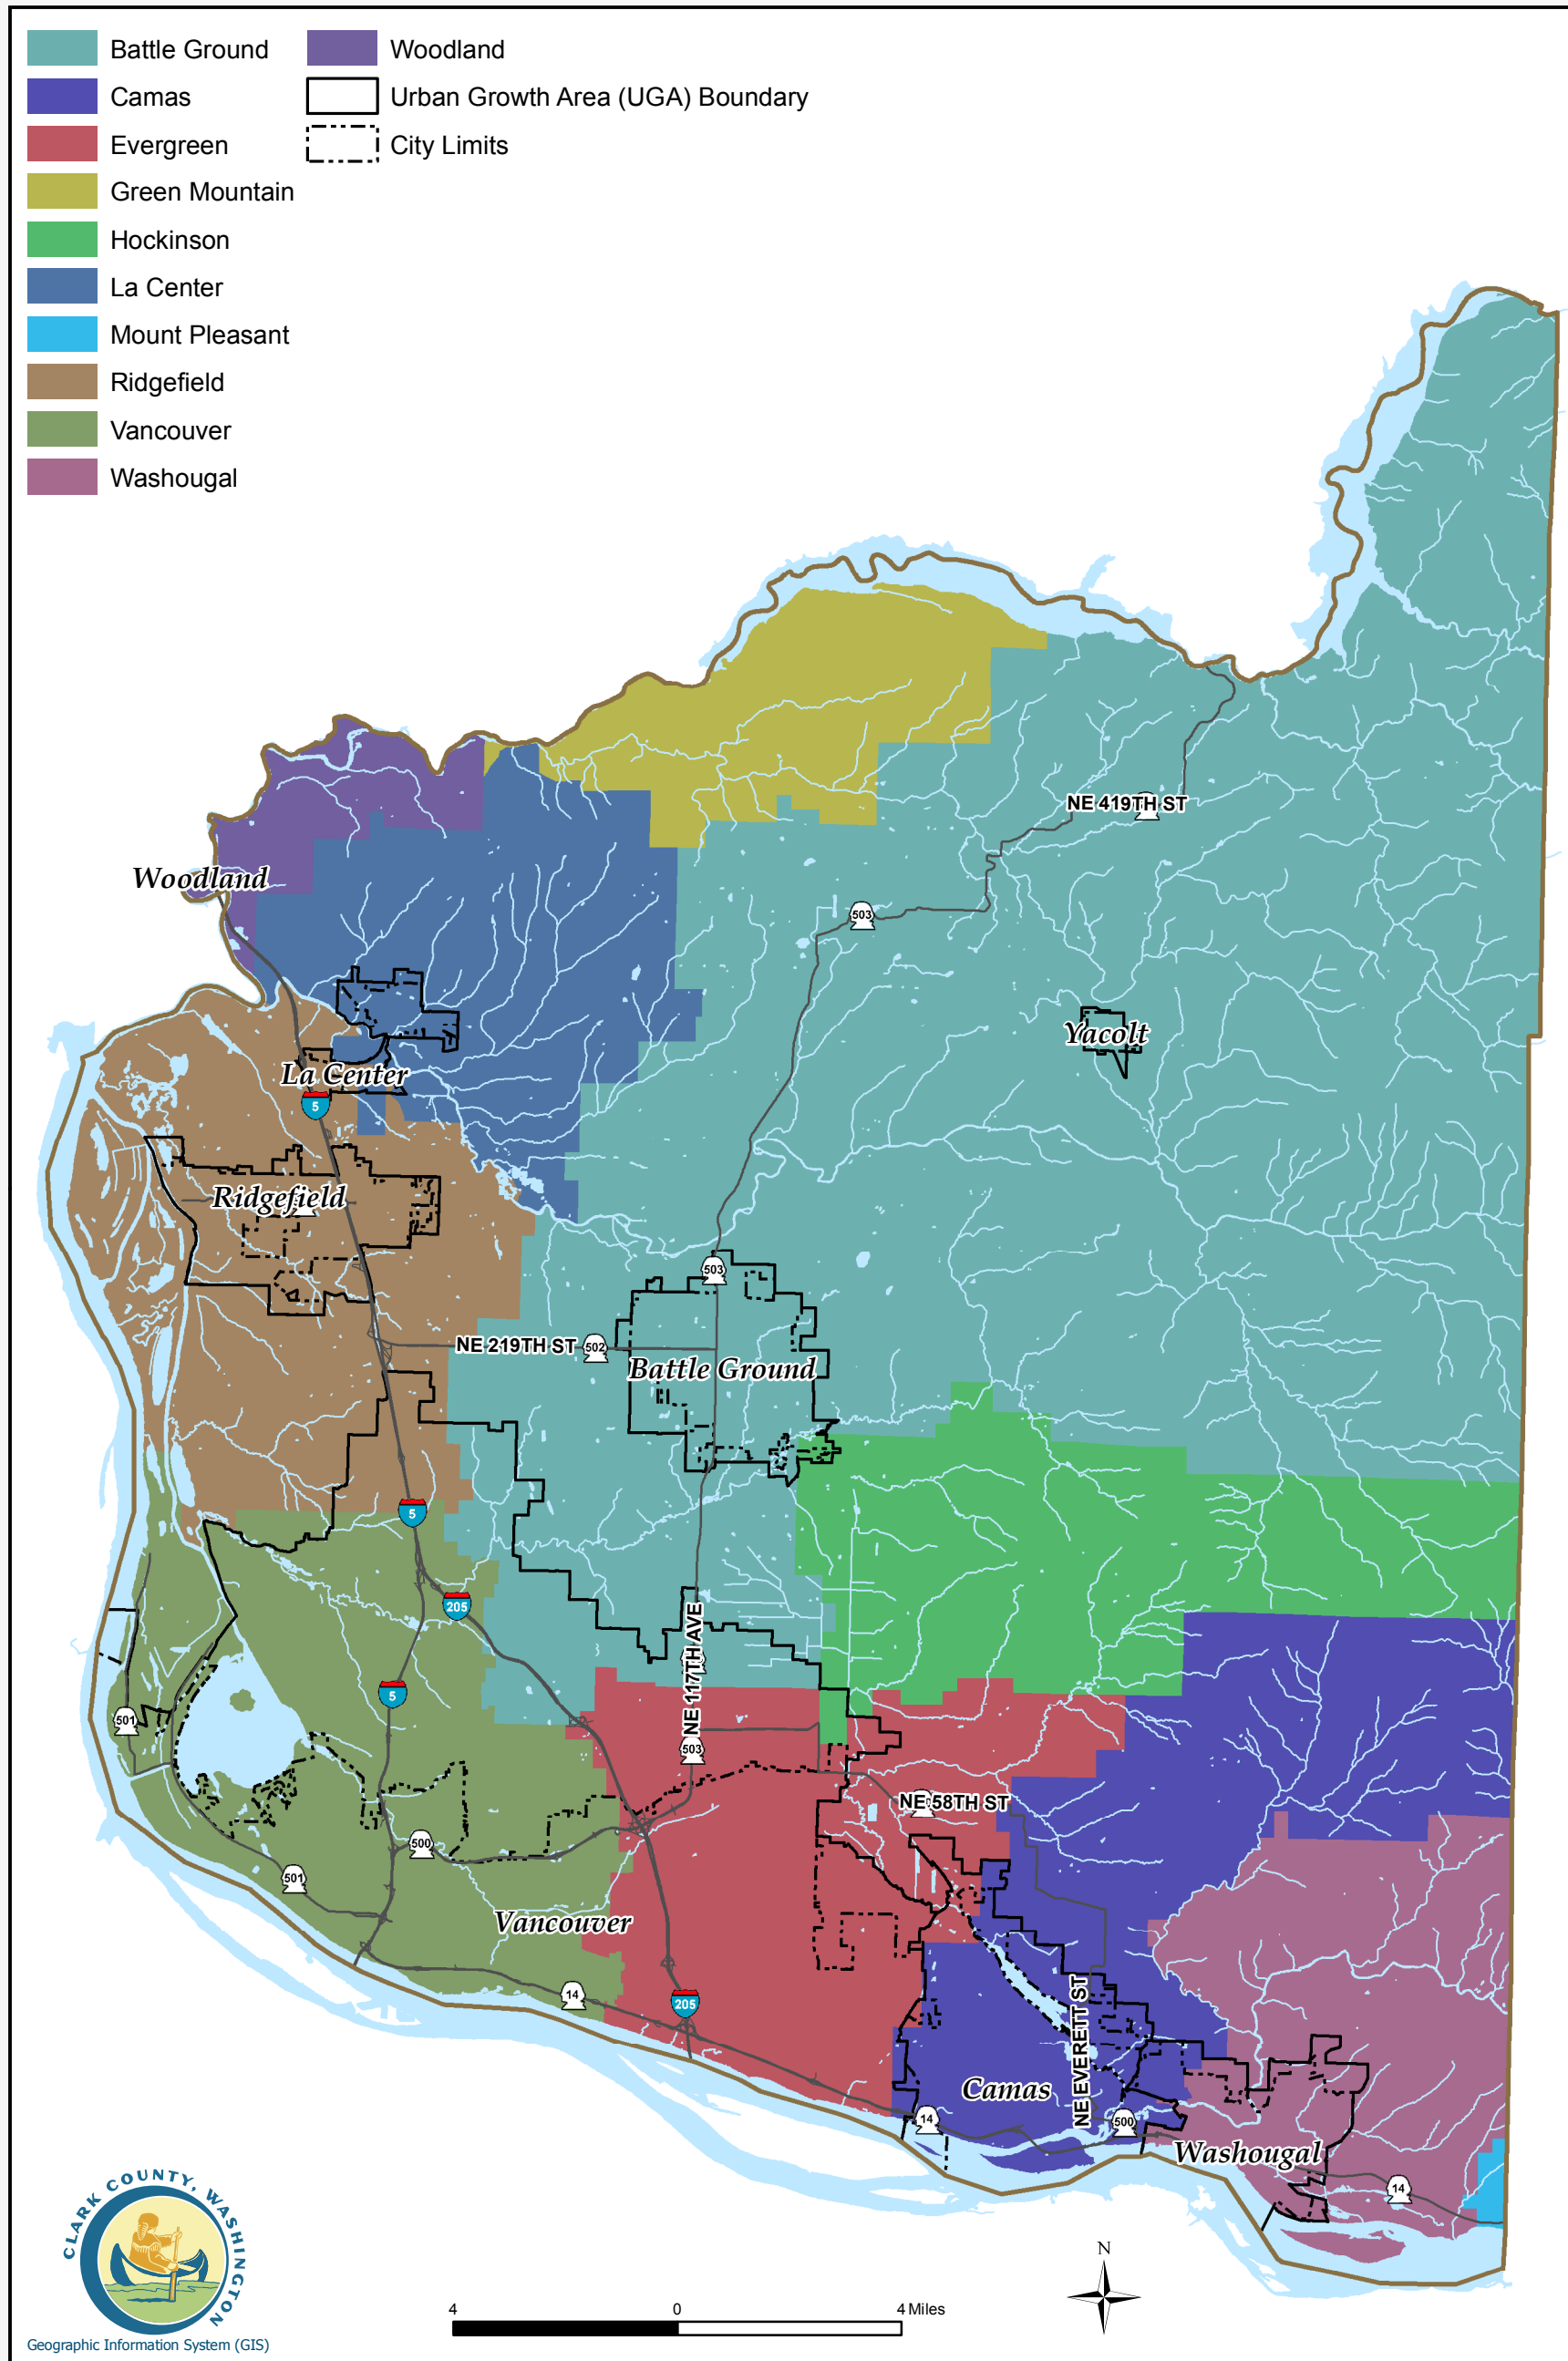 Battle Ground
Camas
Evergreen
Green Mountain
Hockinson
La Center
Mount Pleasant
Ridgefield
Vancouver
Washougal
Woodland
Urban Growth Area (UGA) Boundary
City Limits
NE 419TH ST
Woodland
503
Yacolt
La Center
5
Ridgefield
503
NE 219TH ST
502
Battle Ground
5
205
NE 117TH AVE
5
501
503
NE 58TH ST
500
501
Vancouver
14
205
NE EVERETT ST
Camas
14
500
Washougal
14
CLARK COUNTY, WASHINGTON
Geographic Information System (GIS)
N
4
0
4 Miles